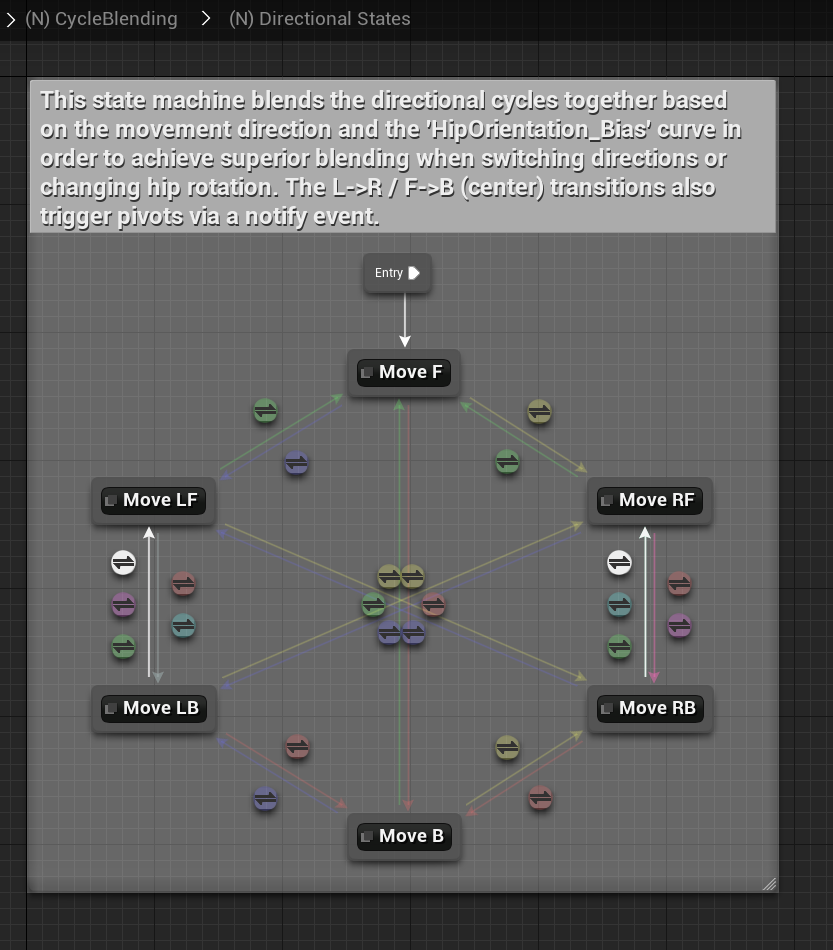 (N) CycleBlending > (N) Directional States
This state machine blends the directional cycles together based
on the movement direction and the 'HipOrientation_Bias' curve in
order to achieve superior blending when switching directions or
changing hip rotation. The L->R / F->B (center) transitions also
trigger pivots via a notify event.
Entry
Move F
Move LF
Move RF
Move LB
Move RB
Move B